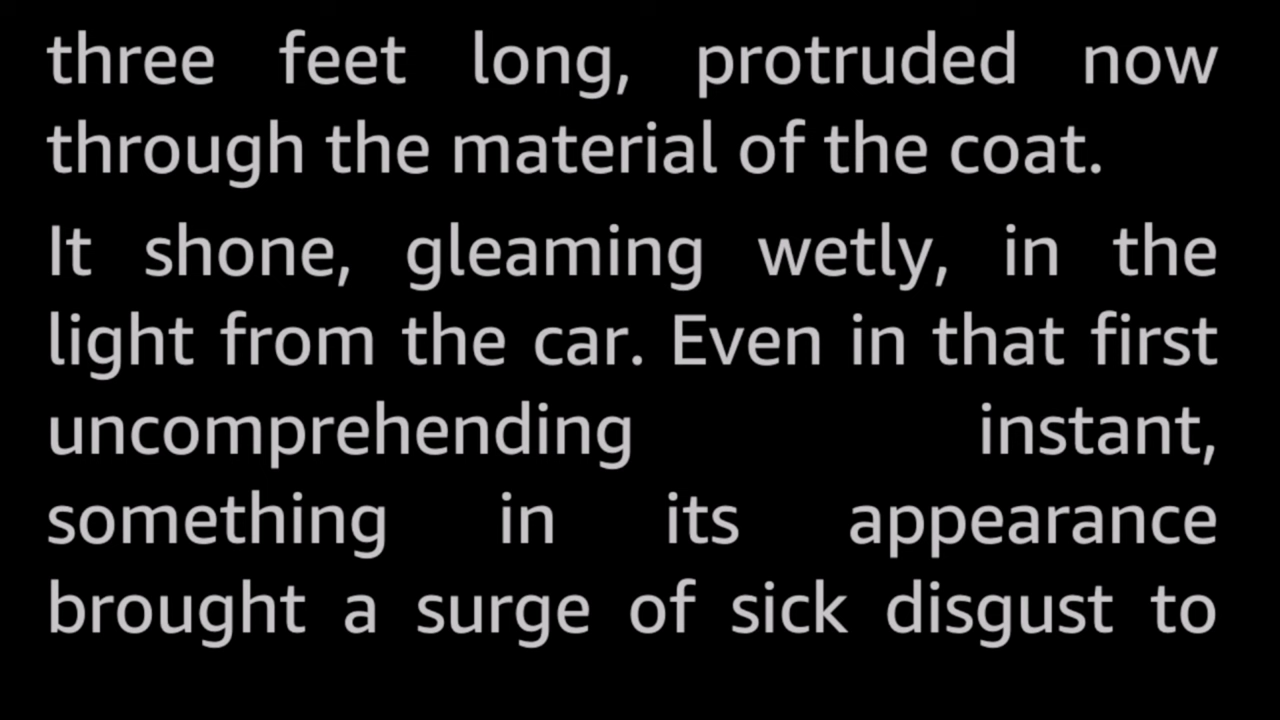 three feet long, protruded now
through the material of the coat.
It shone, gleaming wetly, in the
light from the car. Even in that first
uncomprehending instant,
something in its appearance
brought a surge of sick disgust to